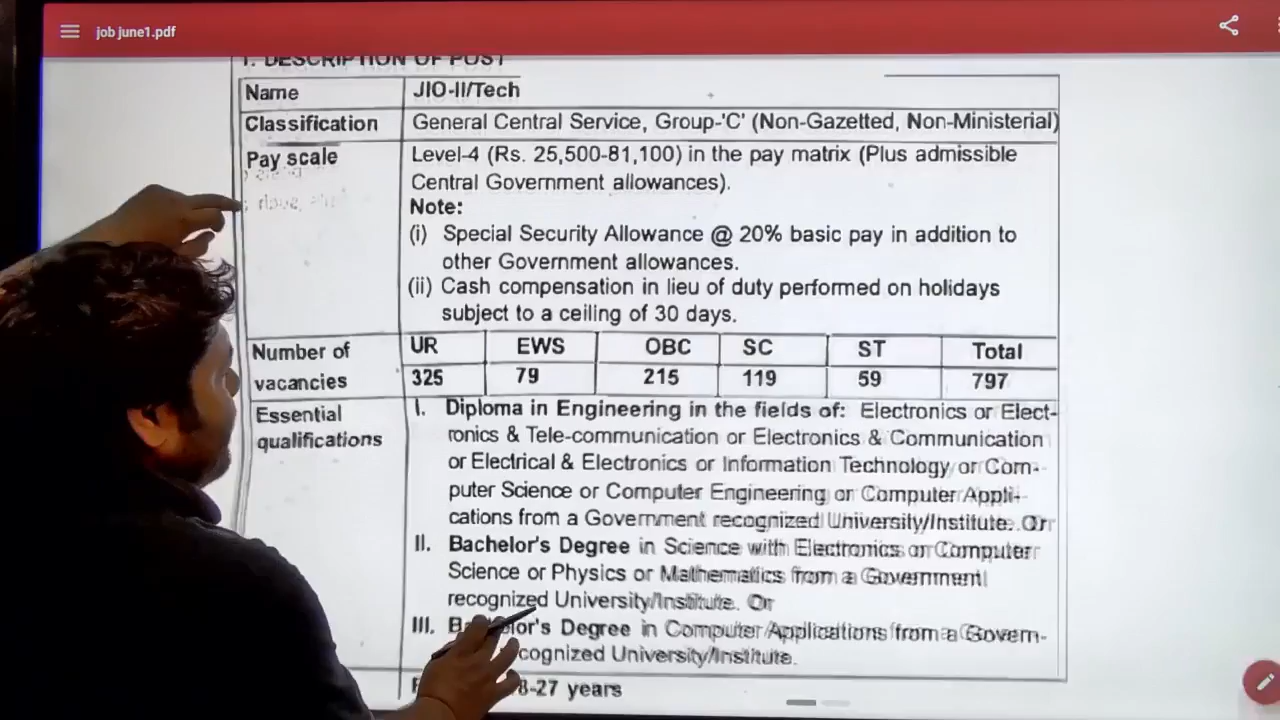 job june1.pdf
1. DESCRIPTION OF POST
Name JIO-II/Tech
Classification General Central Service, Group-'C' (Non-Gazetted, Non-Ministerial)
Pay scale Level-4 (Rs. 25,500-81,100) in the pay matrix (Plus admissible
Central Government allowances).
Note:
(i) Special Security Allowance @ 20% basic pay in addition to
other Government allowances.
(ii) Cash compensation in lieu of duty performed on holidays
subject to a ceiling of 30 days.
Number of vacancies UR EWS OBC SC ST Total
325 79 215 119 59 797
Essential qualifications I. Diploma in Engineering in the fields of: Electronics or Elect-
ronics & Tele-communication or Electronics & Communication
or Electrical & Electronics or Information Technology or Com-
puter Science or Computer Engineering or Computer Appli-
cations from a Government recognized University/Institute. Or
II. Bachelor's Degree in Science with Electronics or Computer
Science or Physics or Mathematics from a Government
recognized University/Institute. Or
III. Bachelor's Degree in Computer Applications from a Govern-
cognized University/Institute.
8-27 years